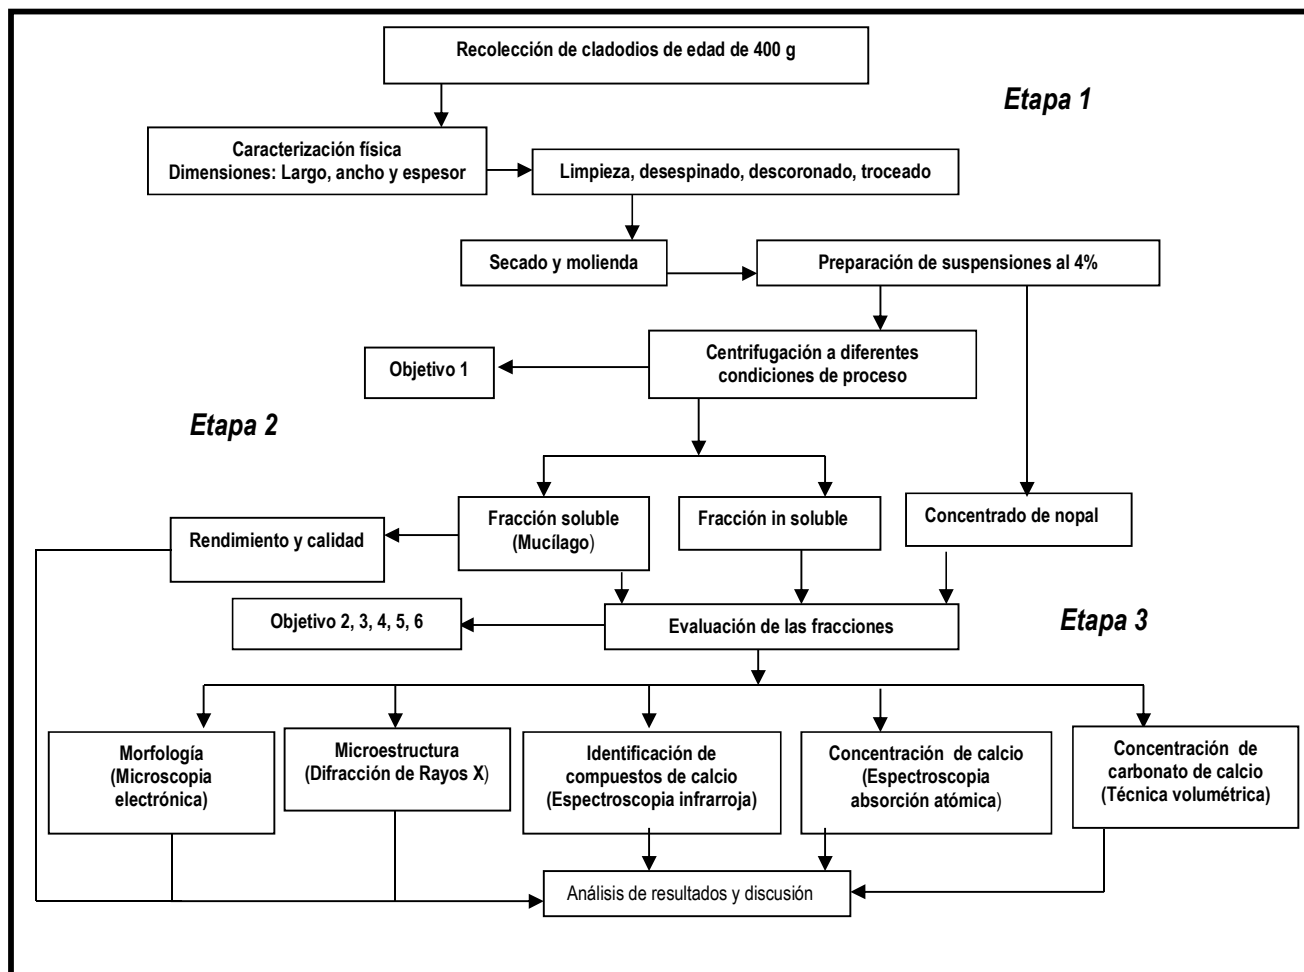 Recolección de cladodios de edad de 400 g
Etapa 1
Caracterización física
Dimensiones: Largo, ancho y espesor
Limpieza, desespinado, descoronado, troceado
Secado y molienda
Preparación de suspensiones al 4%
Centrifugación a diferentes
condiciones de proceso
Objetivo 1
Etapa 2
Fracción soluble
(Mucílago)
Fracción in soluble
Concentrado de nopal
Rendimiento y calidad
Objetivo 2, 3, 4, 5, 6
Evaluación de las fracciones
Etapa 3
Morfología
(Microscopia
electrónica)
Microestructura
(Difracción de Rayos X)
Identificación de
compuestos de calcio
(Espectroscopia infrarroja)
Concentración de calcio
(Espectroscopia
absorción atómica)
Concentración de
carbonato de calcio
(Técnica volumétrica)
Análisis de resultados y discusión